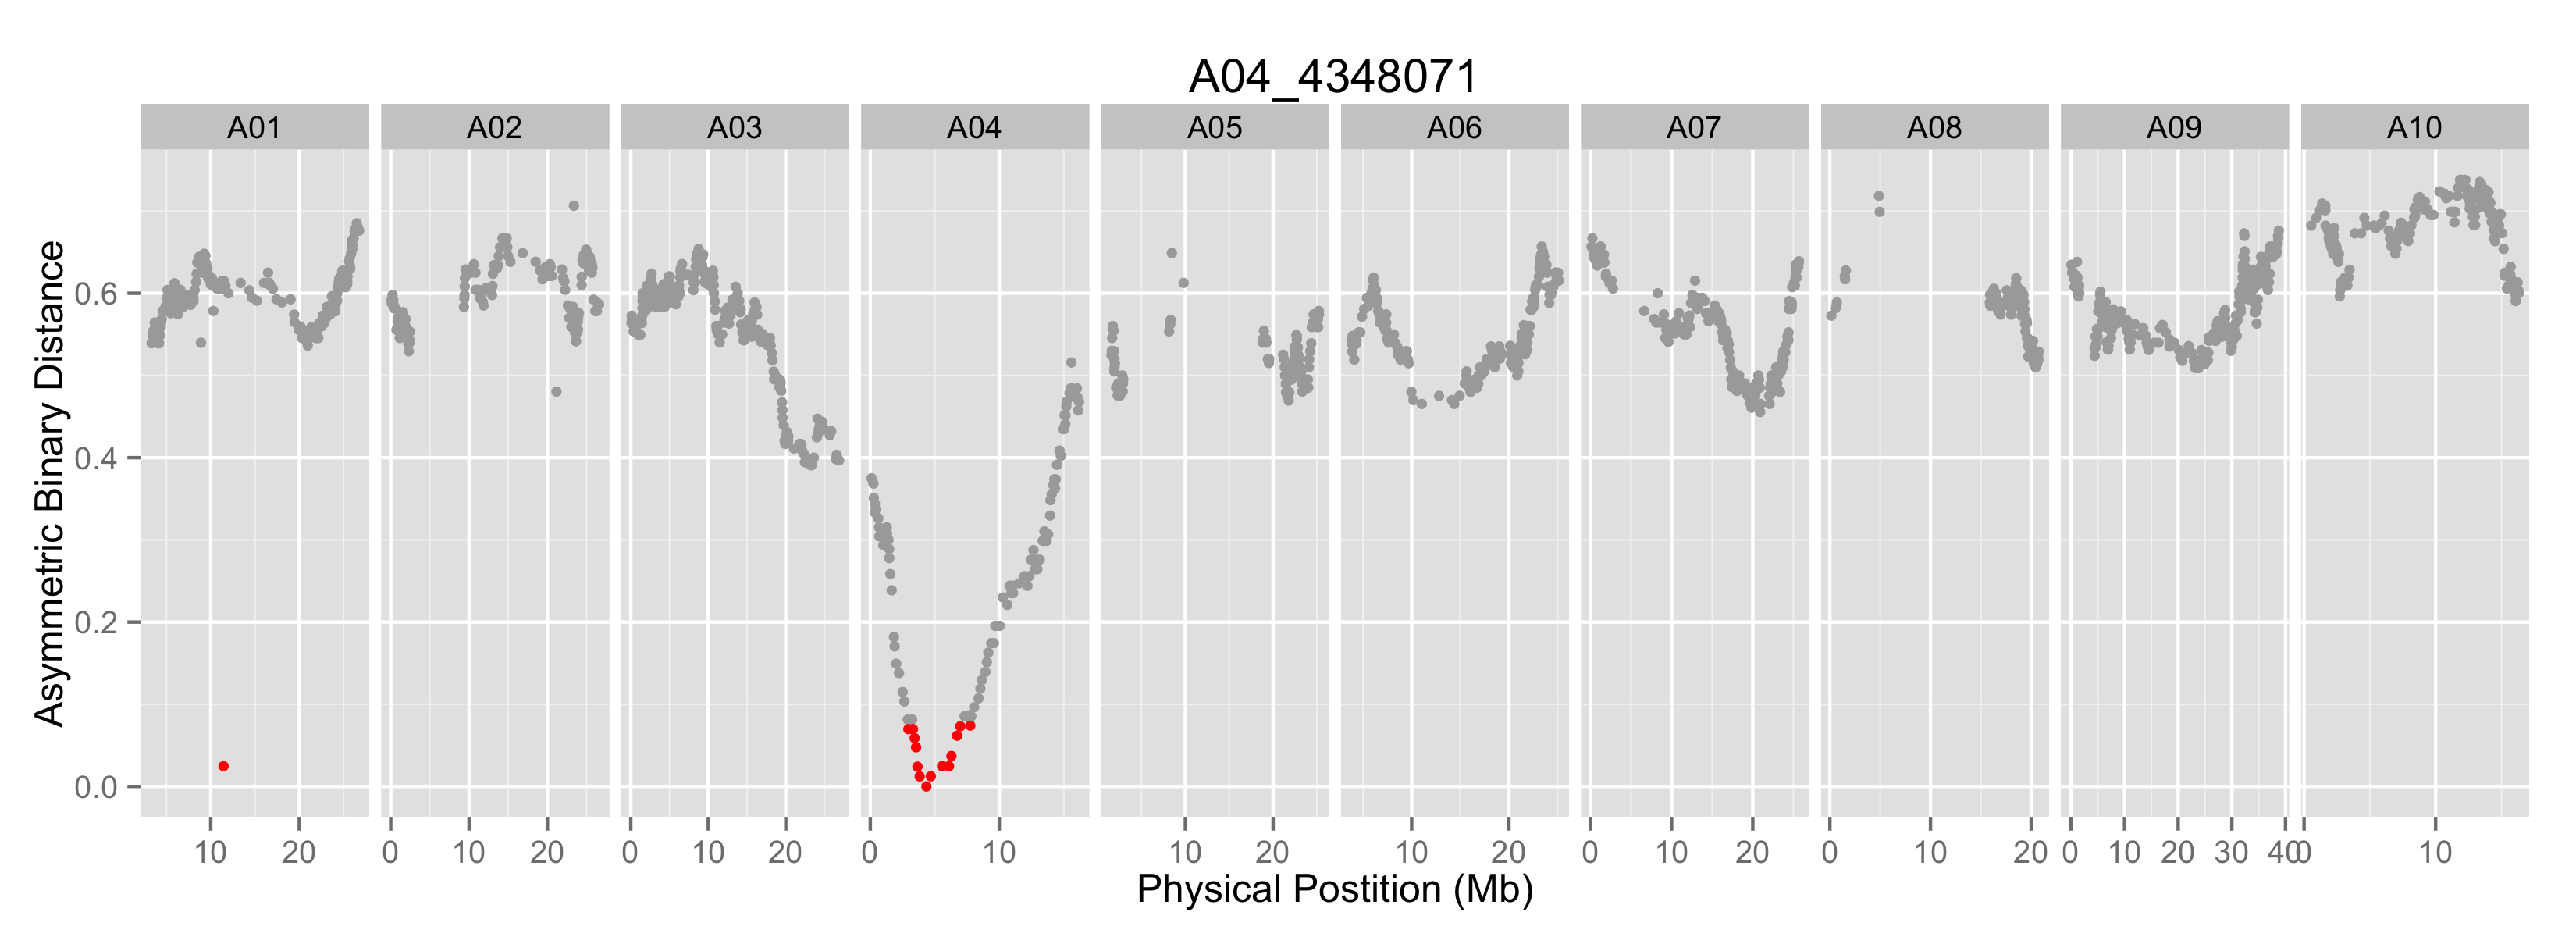 A04_4348071
A01 A02 A03 A04 A05 A06 A07 A08 A09 A10
Asymmetric Binary Distance
0.6
0.4
0.2
0.0
10 20 0 10 20 0 10 20 0 10 10 20 10 20 0 10 20 0 10 20 0 10 20 30 40 0 10
Physical Postition (Mb)